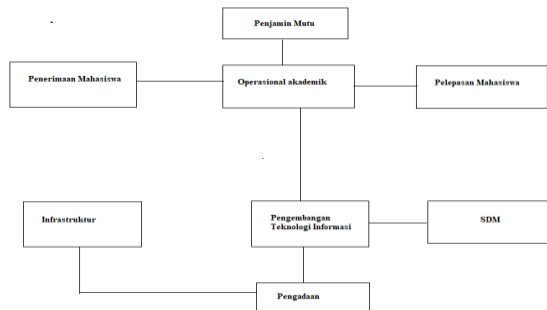 Penjamin Mutu
Penerimaan Mahasiswa
Operasional akademik
Pelepasan Mahasiswa
Infrastruktur
Pengembangan
Teknologi Informasi
SDM
Pengadaan